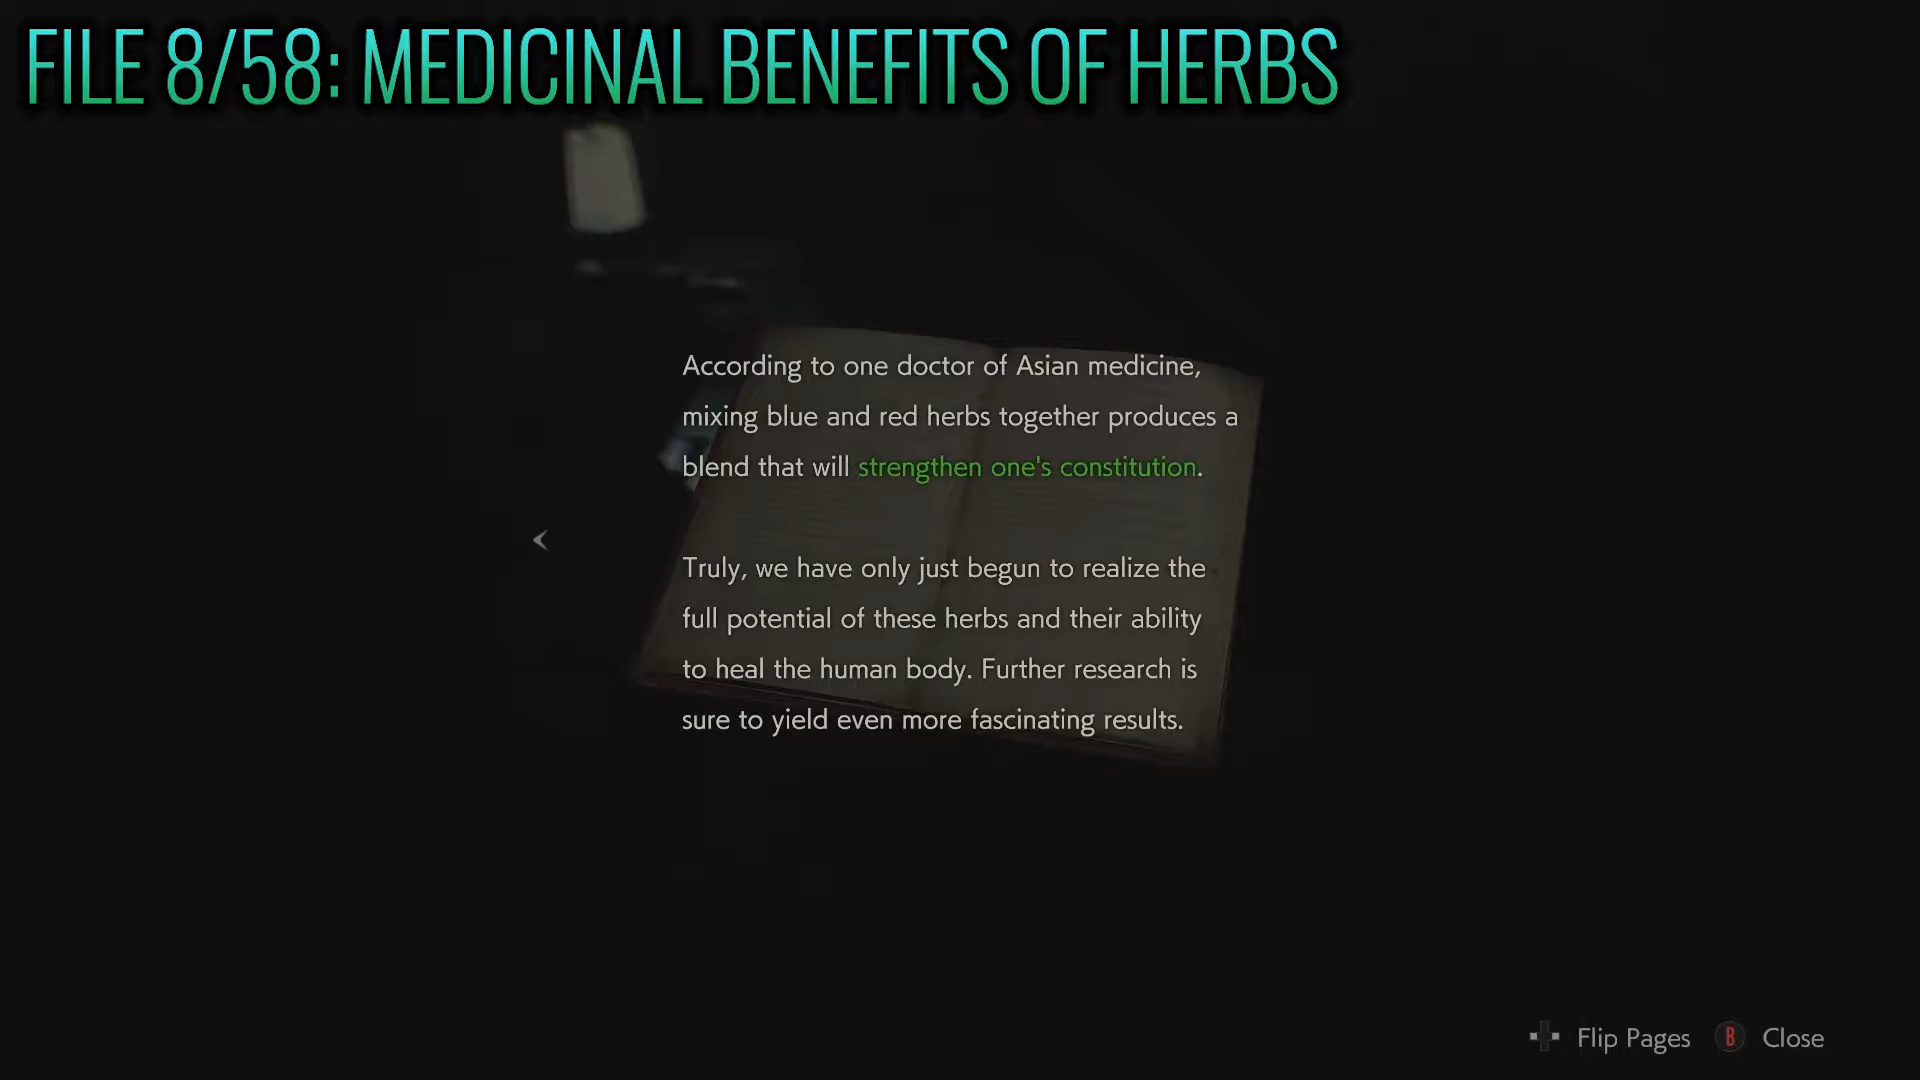 FILE 8/58: MEDICINAL BENEFITS OF HERBS
According to one doctor of Asian medicine,
mixing blue and red herbs together produces a
blend that will strengthen one's constitution.
Truly, we have only just begun to realize the
full potential of these herbs and their ability
to heal the human body. Further research is
sure to yield even more fascinating results.
Flip Pages B Close